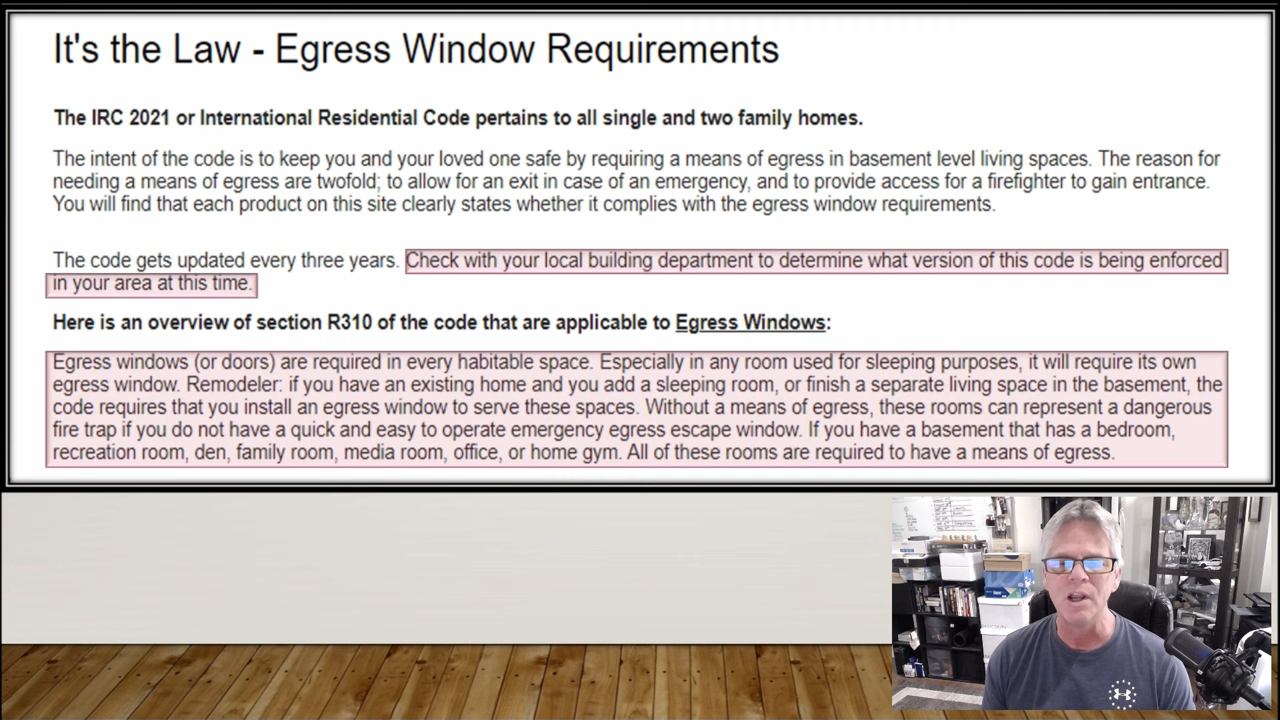 It's the Law - Egress Window Requirements
The IRC 2021 or International Residential Code pertains to all single and two family homes.
The intent of the code is to keep you and your loved one safe by requiring a means of egress in basement level living spaces. The reason for
needing a means of egress are twofold; to allow for an exit in case of an emergency, and to provide access for a firefighter to gain entrance.
You will find that each product on this site clearly states whether it complies with the egress window requirements.
The code gets updated every three years. Check with your local building department to determine what version of this code is being enforced
in your area at this time.
Here is an overview of section R310 of the code that are applicable to Egress Windows:
Egress windows (or doors) are required in every habitable space. Especially in any room used for sleeping purposes, it will require its own
egress window. Remodeler: if you have an existing home and you add a sleeping room, or finish a separate living space in the basement, the
code requires that you install an egress window to serve these spaces. Without a means of egress, these rooms can represent a dangerous
fire trap if you do not have a quick and easy to operate emergency egress escape window. If you have a basement that has a bedroom,
recreation room, den, family room, media room, office, or home gym. All of these rooms are required to have a means of egress.